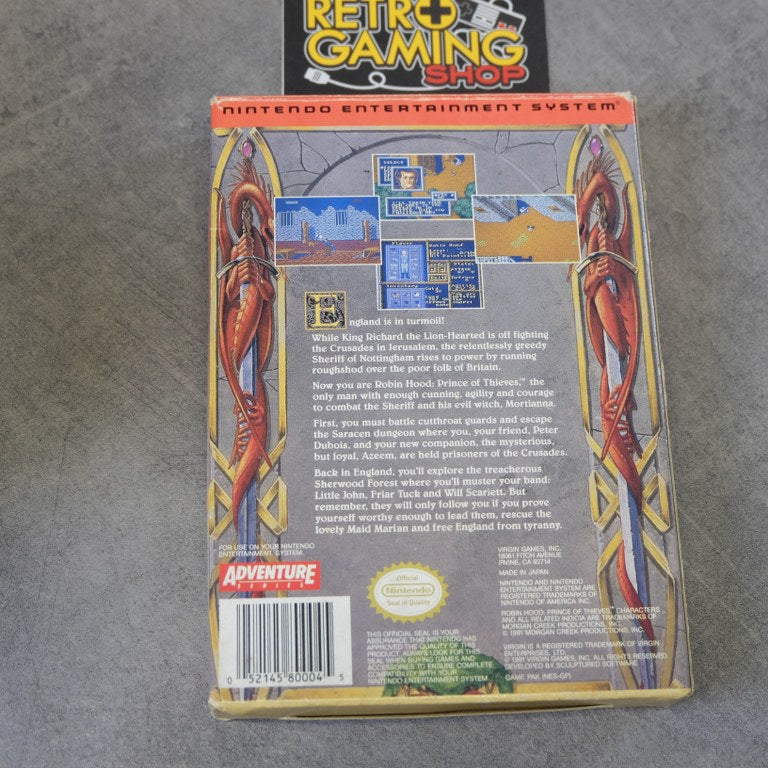 RETRO
GAMING
SHOP
NINTENDO ENTERTAINMENT SYSTEM®
SELECT
Player
Robin Hood
Inventory
England is in turmoil!
While King Richard the Lion-Hearted is off fighting
the Crusades in Jerusalem, the relentlessly greedy
Sheriff of Nottingham rises to power by running
roughshod over the poor folk of Britain.
Now you are Robin Hood: Prince of Thieves,™ the
only man with enough cunning, agility and courage
to combat the Sheriff and his evil witch, Mortianna.
First, you must battle cutthroat guards and escape
the Saracen dungeon where you, your friend, Peter
Dubois, and your new companion, the mysterious,
but loyal, Azeem, are held prisoners of the Crusades.
Back in England, you'll explore the treacherous
Sherwood Forest where you'll muster your band:
Little John, Friar Tuck and Will Scarlett. But
remember, they will only follow you if you prove
yourself worthy enough to lead them, rescue the
lovely Maid Marian and free England from tyranny.
FOR USE ON YOUR NINTENDO
ENTERTAINMENT SYSTEM.
ADVENTURE
SERIES
0 52145 80004 5
Official
Nintendo
Seal of Quality
THIS OFFICIAL SEAL IS YOUR
ASSURANCE THAT NINTENDO HAS
APPROVED THE QUALITY OF THIS
PRODUCT. ALWAYS LOOK FOR THIS
SEAL WHEN BUYING GAMES AND
ACCESSORIES TO ENSURE COMPLETE
COMPATIBILITY WITH YOUR
NINTENDO ENTERTAINMENT SYSTEM
VIRGIN GAMES, INC.
18061 FITCH AVENUE
IRVINE, CA 92714
MADE IN JAPAN
NINTENDO AND NINTENDO
ENTERTAINMENT SYSTEM ARE
REGISTERED TRADEMARKS OF
NINTENDO OF AMERICA INC.
ROBIN HOOD: PRINCE OF THIEVES,™ CHARACTERS
AND ALL RELATED INDICIA ARE TRADEMARKS OF
MORGAN CREEK PRODUCTIONS, INC.
© 1991 MORGAN CREEK PRODUCTIONS, INC.
VIRGIN IS A REGISTERED TRADEMARK OF VIRGIN
ENTERPRISES, LTD.
© 1991 VIRGIN GAMES, INC. ALL RIGHTS RESERVED.
DEVELOPED BY SCULPTURED SOFTWARE
GAME PAK (NES-GP)